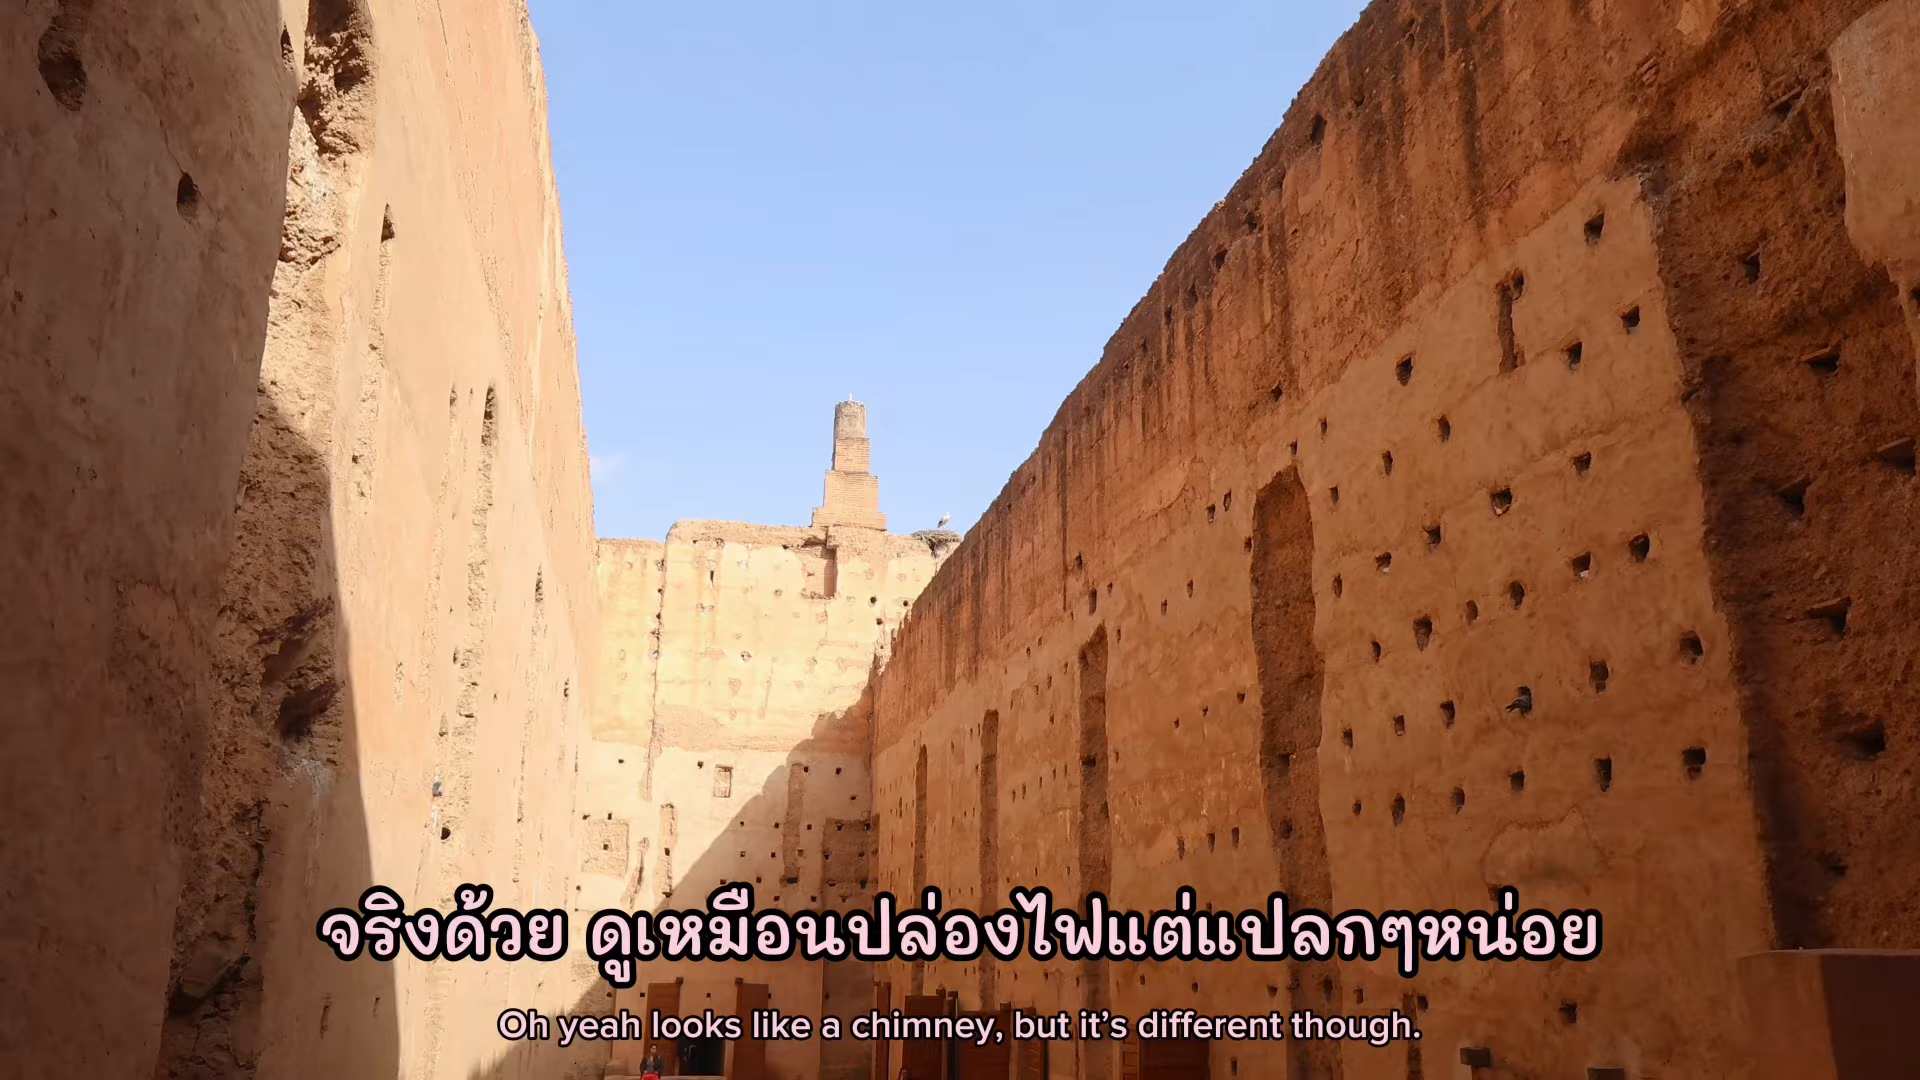 จริงด้วย ดูเหมือนปล่องไฟแต่แปลกๆหน่อย
Oh yeah looks like a chimney, but it’s different though.